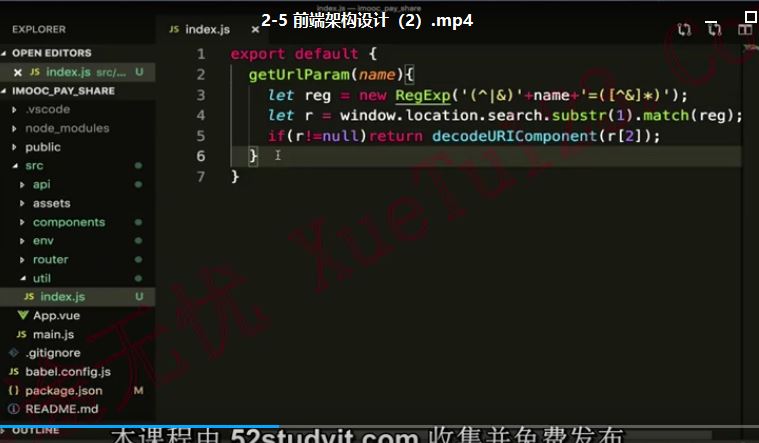 index.js — imooc_pay_share
2-5 前端架构设计（2）.mp4
EXPLORER
JS index.js ×
OPEN EDITORS
× JS index.js src/... U
IMOOC_PAY_SHARE
.vscode
node_modules
public
src
api
assets
components
env
router
util
JS index.js U
App.vue
JS main.js
.gitignore
babel.config.js
{ } package.json M
README.md
OUTLINE
1 export default {
2 getUrlParam(name){
3 let reg = new RegExp('(^|&)'+name+'=([^&]*)');
4 let r = window.location.search.substr(1).match(reg);
5 if(r!=null)return decodeURIComponent(r[2]);
6 }
7 }
无忧 XueTu
本课程由 52studyit.com 收集并免费发布